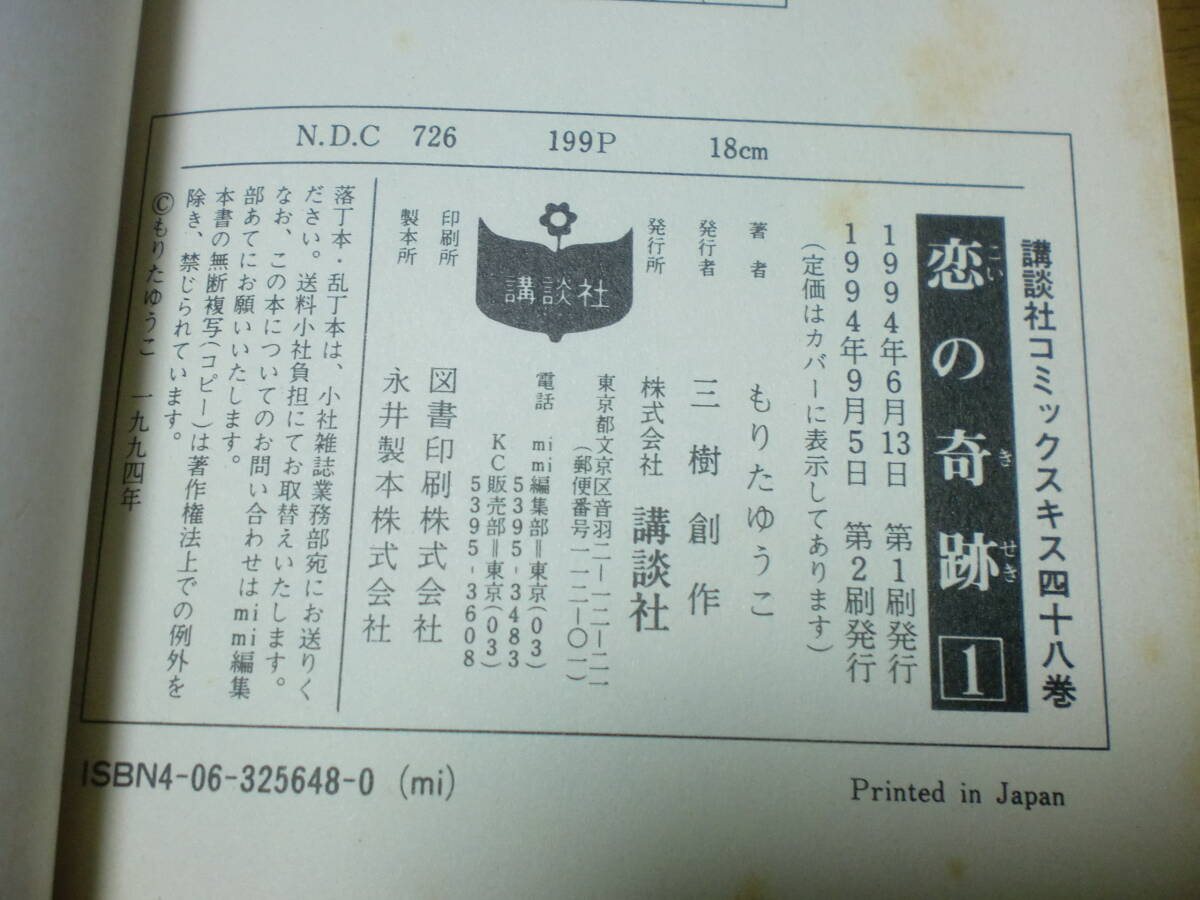 N.D.C 726 199P 18cm
講談社コミックスキス四十八巻
恋の奇跡 1
こい き せき
1994年6月13日 第1刷発行
1994年9月5日 第2刷発行
(定価はカバーに表示してあります)
著者 もりたゆうこ
発行者 三樹創作
発行所 株式会社 講談社
東京都文京区音羽二-一二-二一
(郵便番号一一二-〇一)
電話 mi編集部=東京(03)
5395-3483
KC販売部=東京(03)
5395-3608
講談社
印刷所 図書印刷株式会社
製本所 永井製本株式会社
落丁本・乱丁本は、小社雑誌業務部宛にお送りく
ださい。送料小社負担にてお取替えいたします。
なお、この本についてのお問い合わせはmi編集
部あてにお願いいたします。
本書の無断複写(コピー)は著作権法上での例外を
除き、禁じられています。
©もりたゆうこ 一九九四年
ISBN4-06-325648-0 (mi)
Printed in Japan